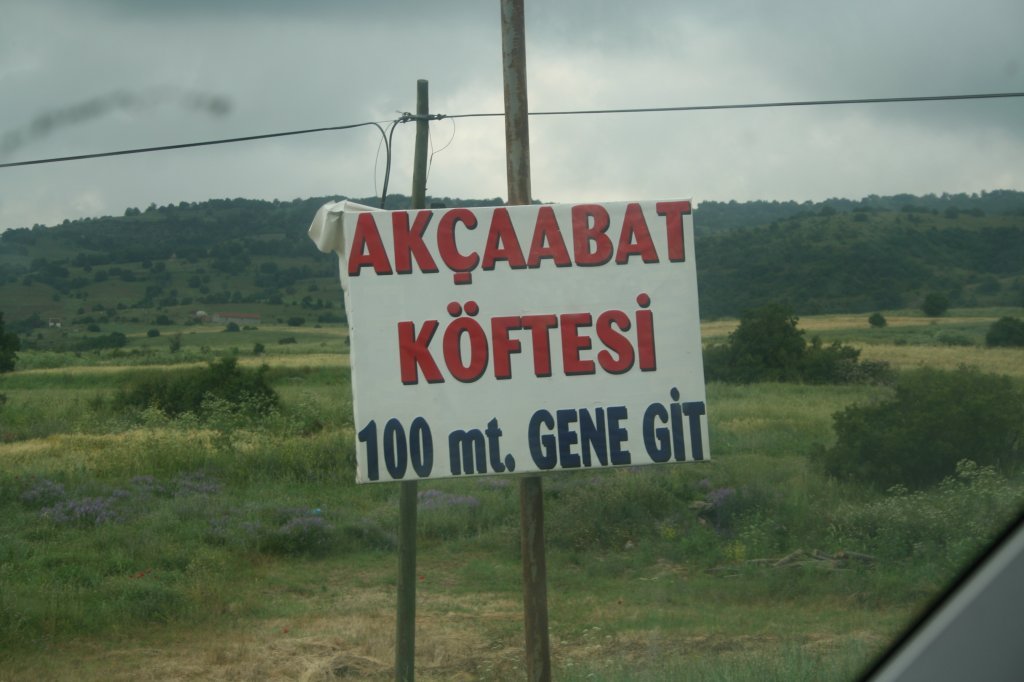 AKÇAABAT
KÖFTESİ
100 mt. GENE GİT